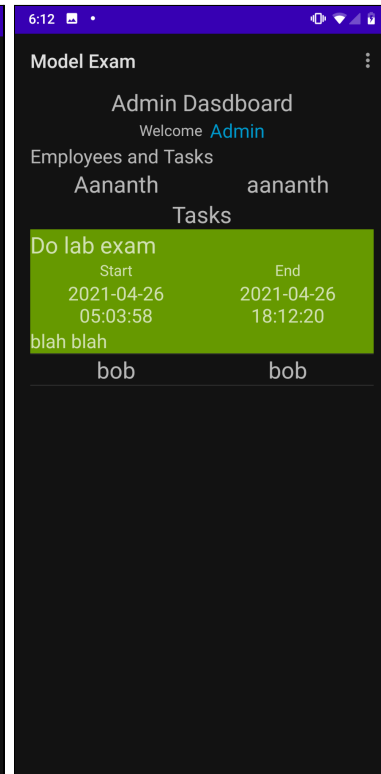 6:12
Model Exam
Admin Dasdboard
Welcome Admin
Employees and Tasks
Aananth aananth
Tasks
Do lab exam
Start End
2021-04-26 2021-04-26
05:03:58 18:12:20
blah blah
bob bob